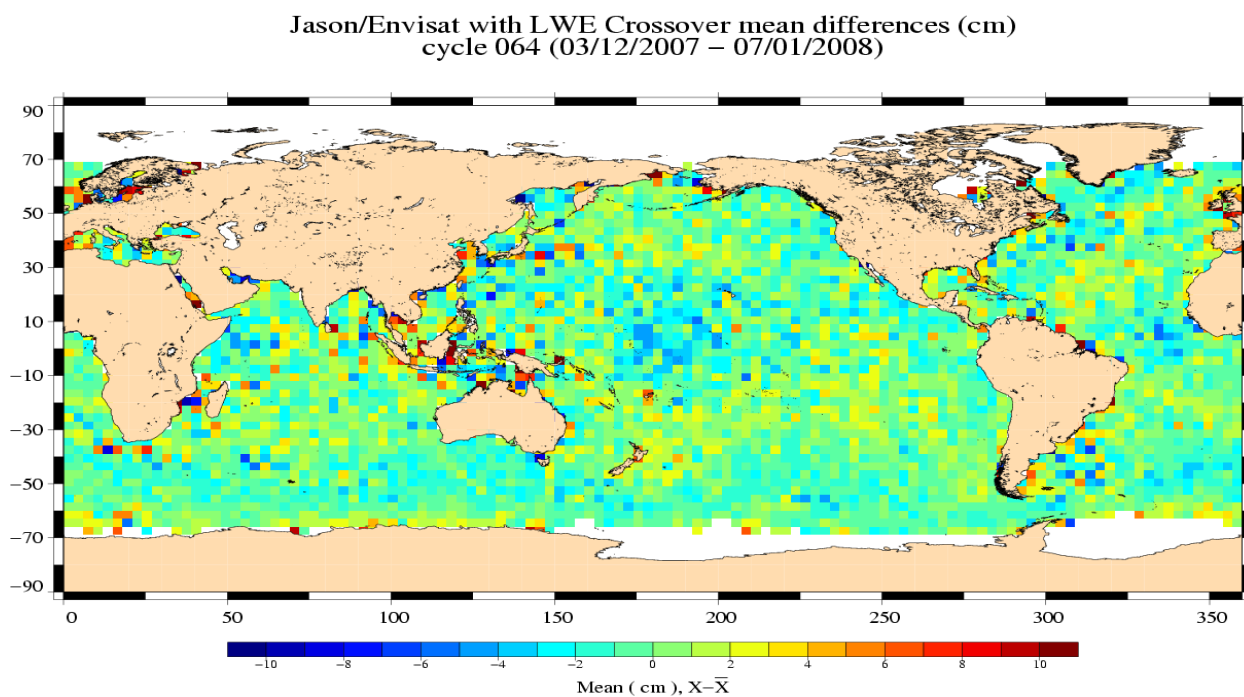 Jason/Envisat with LWE Crossover mean differences (cm)
cycle 064 (03/12/2007 − 07/01/2008)
90
70
50
30
10
−10
−30
−50
−70
−90
0 50 100 150 200 250 300 350
−10 −8 −6 −4 −2 0 2 4 6 8 10
Mean ( cm ), X−X̅